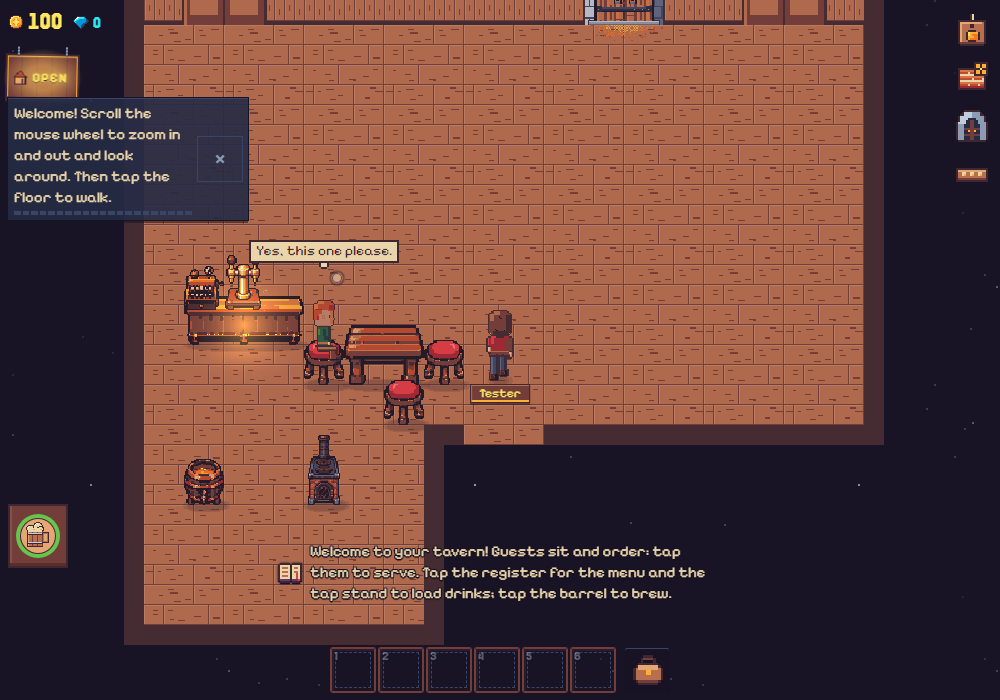 100
0
OPEN
Welcome! Scroll the
mouse wheel to zoom in
and out and look
around. Then tap the
floor to walk.
×
Yes, this one please.
Tester
Welcome to your tavern! Guests sit and order: tap
them to serve. Tap the register for the menu and the
tap stand to load drinks; tap the barrel to brew.
1 2 3 4 5 6